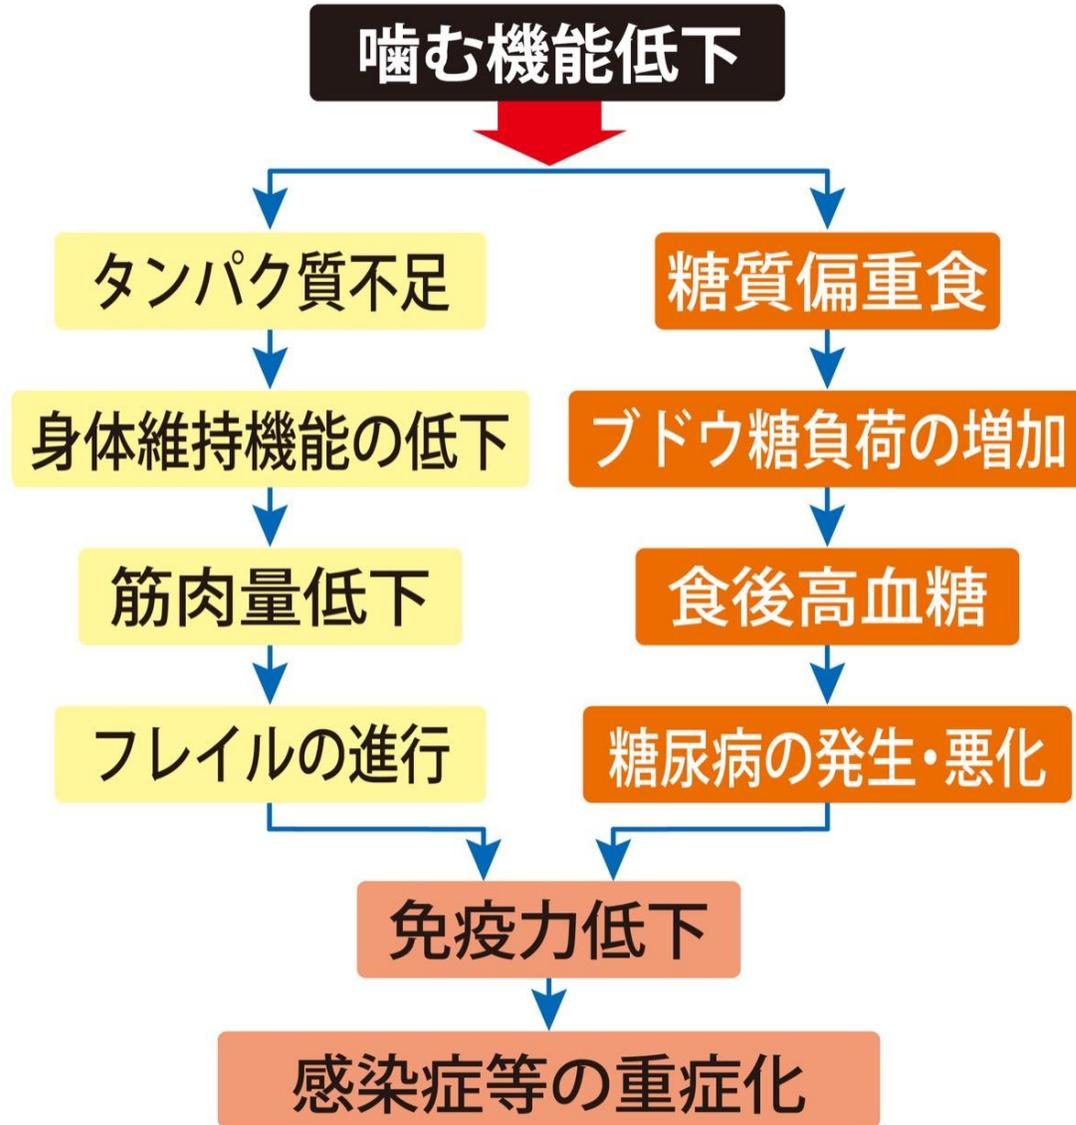 噛む機能低下
タンパク質不足
糖質偏重食
身体維持機能の低下
ブドウ糖負荷の増加
筋肉量低下
食後高血糖
フレイルの進行
糖尿病の発生・悪化
免疫力低下
感染症等の重症化